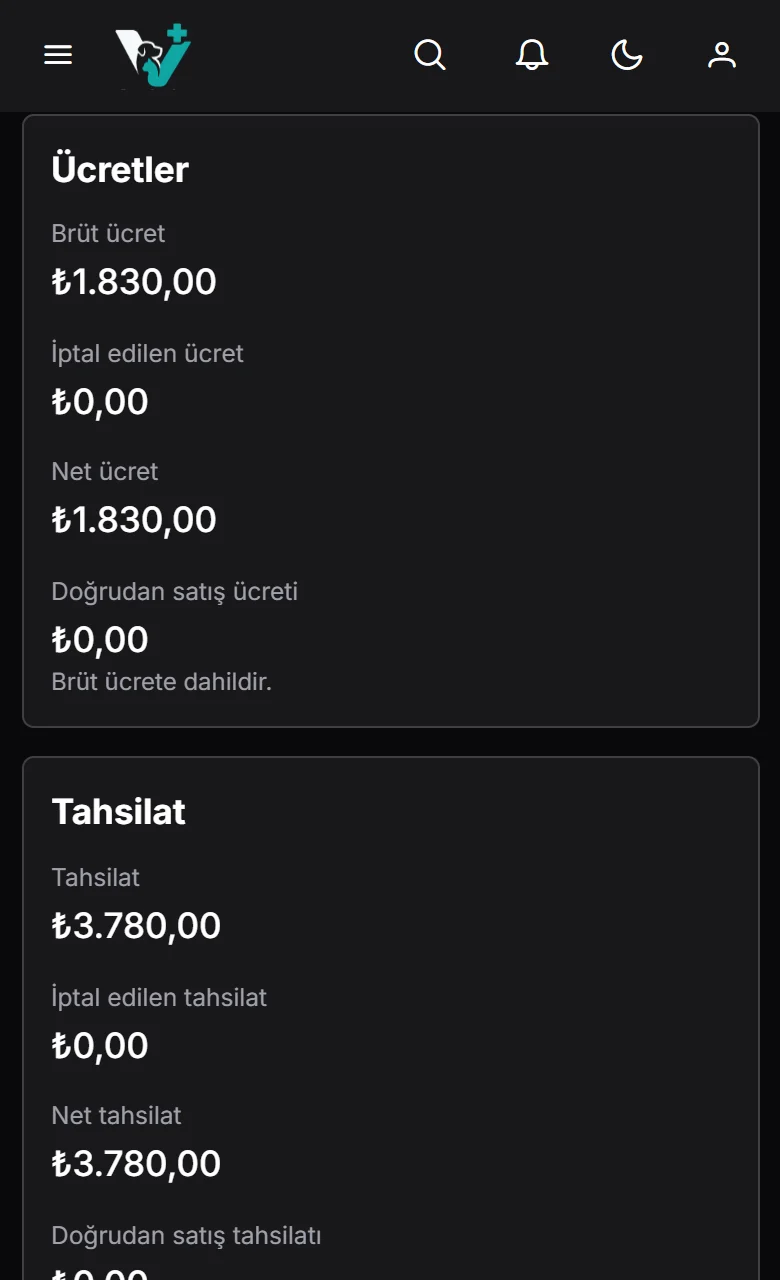 Ücretler
Brüt ücret
₺1.830,00
İptal edilen ücret
₺0,00
Net ücret
₺1.830,00
Doğrudan satış ücreti
₺0,00
Brüt ücrete dahildir.
Tahsilat
Tahsilat
₺3.780,00
İptal edilen tahsilat
₺0,00
Net tahsilat
₺3.780,00
Doğrudan satış tahsilatı
₺0,00